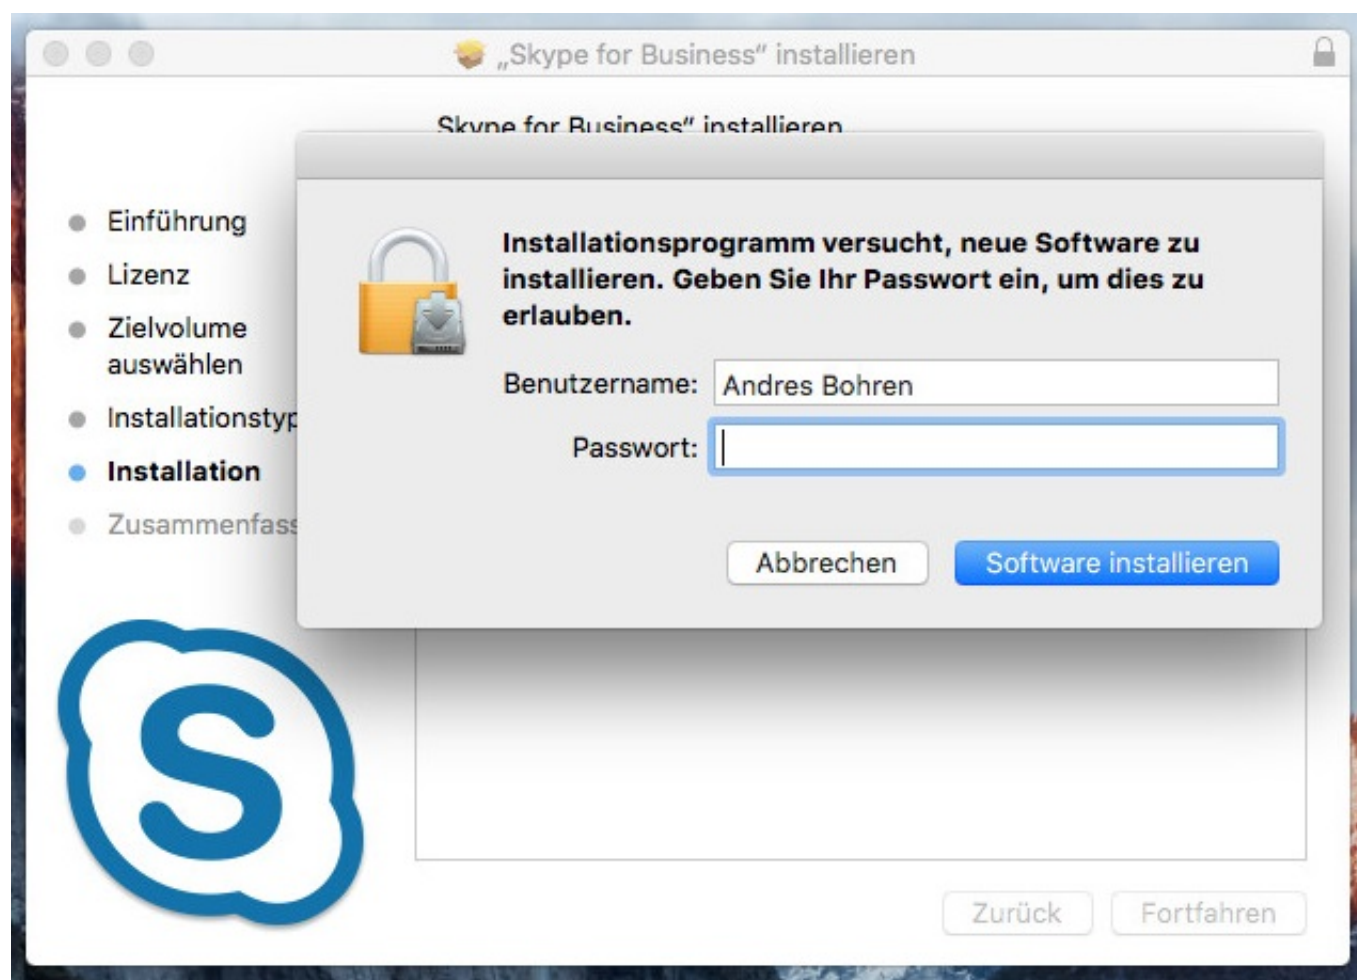 „Skype for Business“ installieren
Skype for Business“ installieren
Einführung
Lizenz
Zielvolume
auswählen
Installationstyp
Installation
Zusammenfass
Installationsprogramm versucht, neue Software zu
installieren. Geben Sie Ihr Passwort ein, um dies zu
erlauben.
Benutzername: Andres Bohren
Passwort:
Abbrechen Software installieren
S
Zurück Fortfahren